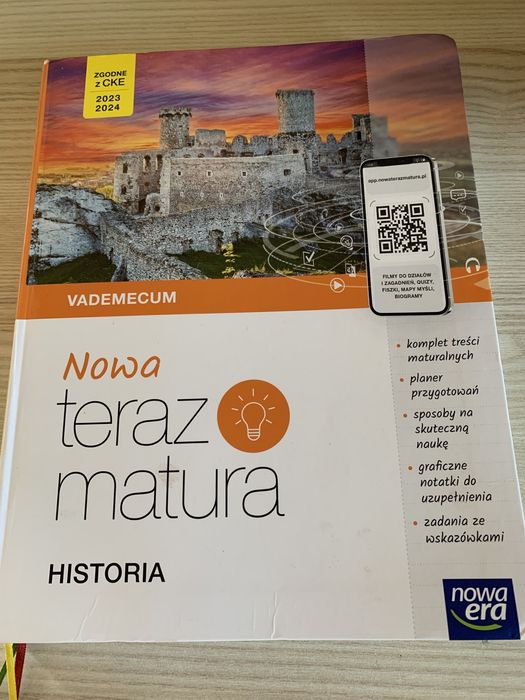 ZGODNE
z CKE
2023
2024
app.nowaterazmatura.pl
FILMY DO DZIAŁÓW
I ZAGADNIEŃ, QUIZY,
FISZKI, MAPY MYŚLI,
BIOGRAMY
VADEMECUM
Nowa
teraz
matura
HISTORIA
• komplet treści
maturalnych
• planer
przygotowań
• sposoby na
skuteczną
naukę
• graficzne
notatki do
uzupełnienia
• zadania ze
wskazówkami
nowa
era